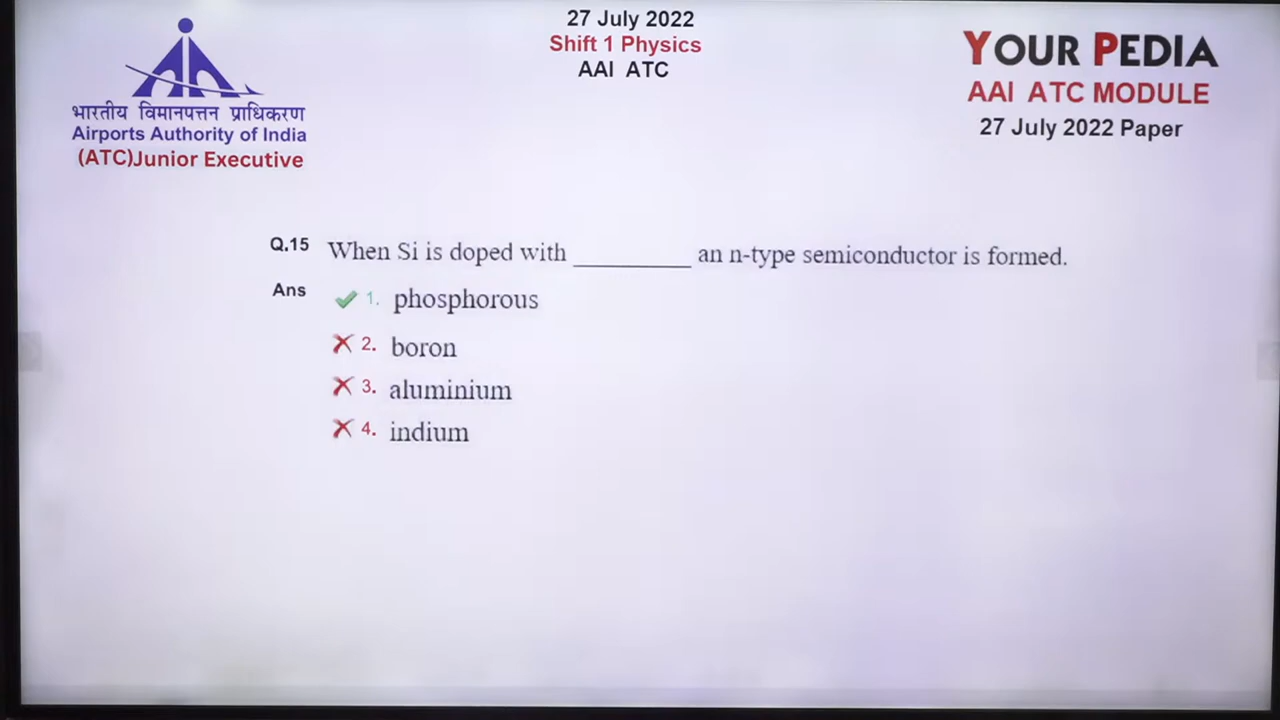 27 July 2022
Shift 1 Physics
AAI ATC
भारतीय विमानपत्तन प्राधिकरण
Airports Authority of India
(ATC)Junior Executive
YOUR PEDIA
AAI ATC MODULE
27 July 2022 Paper
Q.15 When Si is doped with __________ an n-type semiconductor is formed.
Ans 1. phosphorous
2. boron
3. aluminium
4. indium